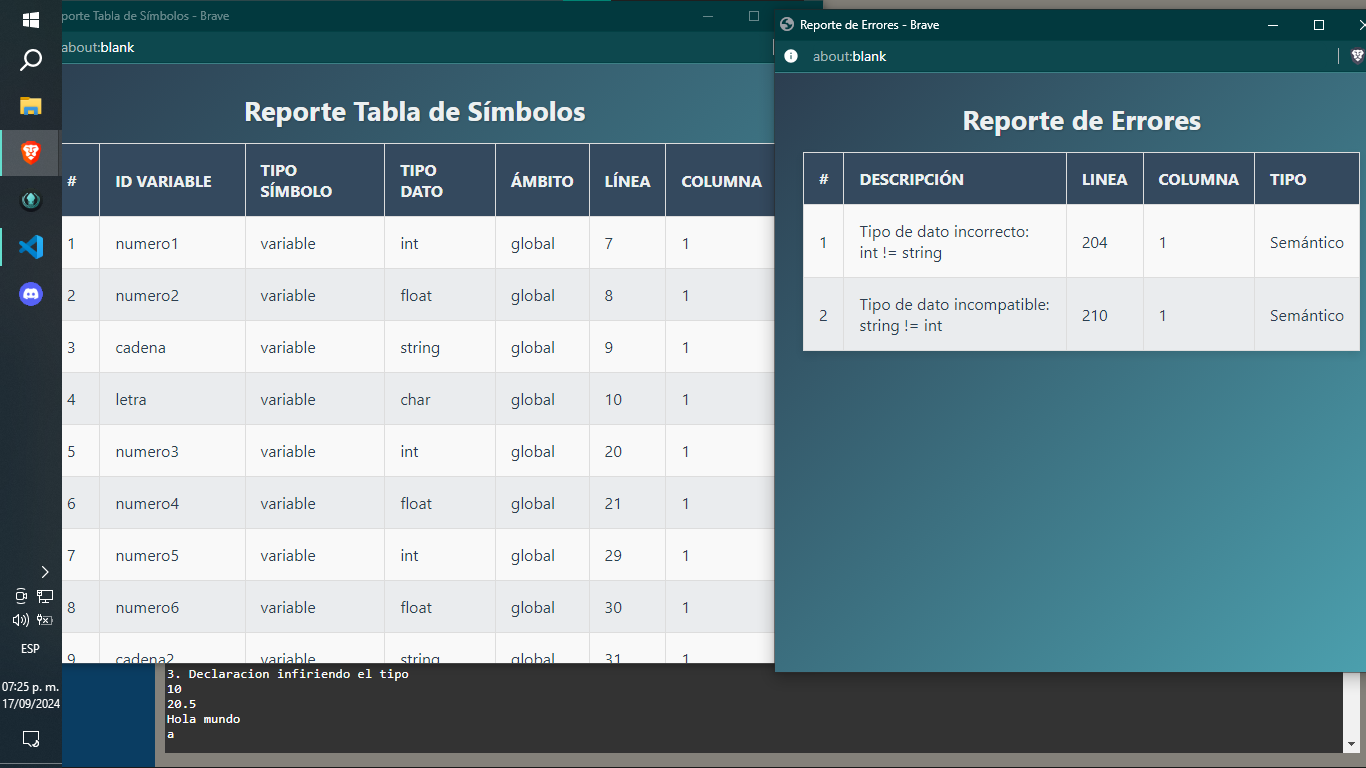 porte Tabla de Símbolos - Brave
about:blank
Reporte Tabla de Símbolos
# ID VARIABLE TIPO SÍMBOLO TIPO DATO ÁMBITO LÍNEA COLUMNA
1 numero1 variable int global 7 1
2 numero2 variable float global 8 1
3 cadena variable string global 9 1
4 letra variable char global 10 1
5 numero3 variable int global 20 1
6 numero4 variable float global 21 1
7 numero5 variable int global 29 1
8 numero6 variable float global 30 1
9 cadena2 variable string global 31 1
Reporte de Errores - Brave
about:blank
Reporte de Errores
# DESCRIPCIÓN LINEA COLUMNA TIPO
1 Tipo de dato incorrecto: int != string 204 1 Semántico
2 Tipo de dato incompatible: string != int 210 1 Semántico
3. Declaracion infiriendo el tipo
10
20.5
Hola mundo
a
ESP
07:25 p. m.
17/09/2024